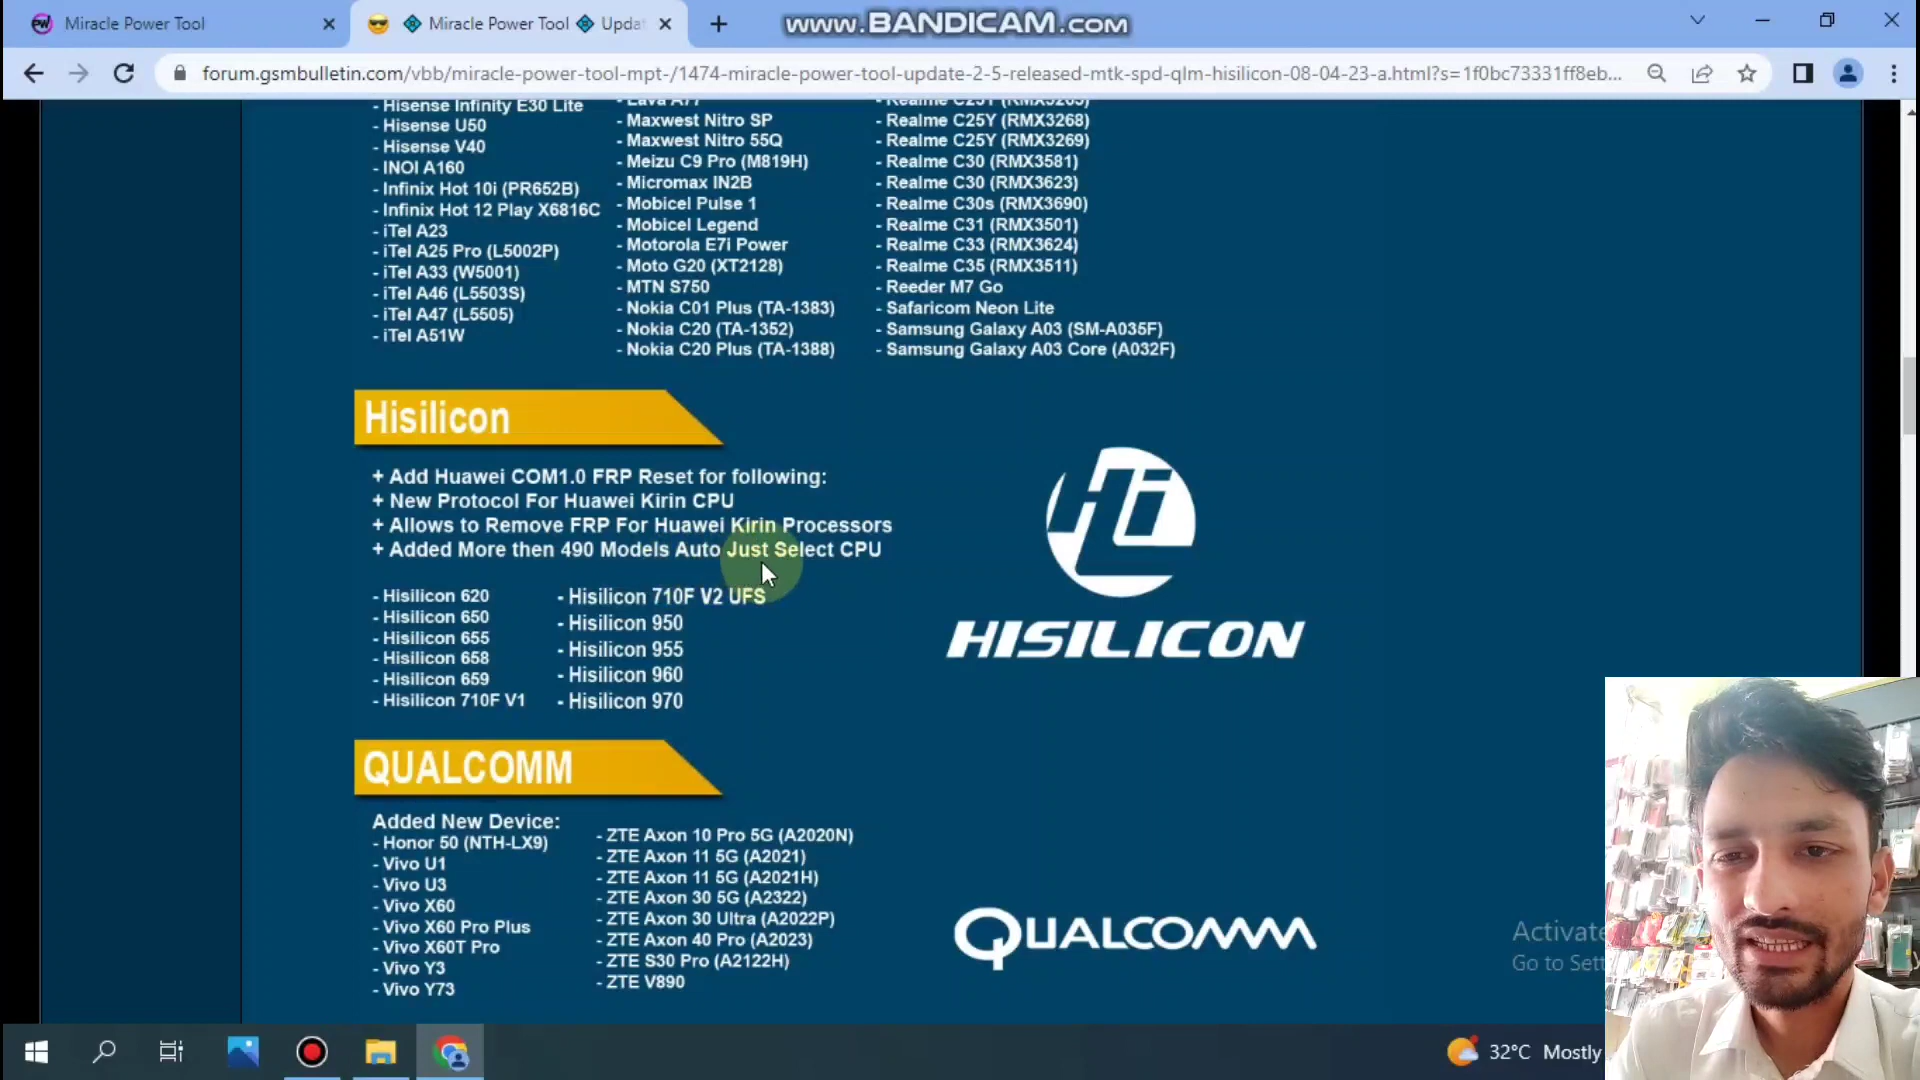 Miracle Power Tool
Miracle Power Tool
Updat
www.BANDICAM.com
forum.gsmbulletin.com/vbb/miracle-power-tool-mpt-/1474-miracle-power-tool-update-2-5-released-mtk-spd-qlm-hisilicon-08-04-23-a.html?s=1f0bc73331ff8eb...
- Hisense Infinity E30 Lite
- Hisense U50
- Hisense V40
- INOI A160
- Infinix Hot 10i (PR652B)
- Infinix Hot 12 Play X6816C
- iTel A23
- iTel A25 Pro (L5002P)
- iTel A33 (W5001)
- iTel A46 (L5503S)
- iTel A47 (L5505)
- iTel A51W
- Lava A77
- Maxwest Nitro SP
- Maxwest Nitro 55Q
- Meizu C9 Pro (M819H)
- Micromax IN2B
- Mobicel Pulse 1
- Mobicel Legend
- Motorola E7i Power
- Moto G20 (XT2128)
- MTN S750
- Nokia C01 Plus (TA-1383)
- Nokia C20 (TA-1352)
- Nokia C20 Plus (TA-1388)
- Realme C25Y (RMX3265)
- Realme C25Y (RMX3268)
- Realme C25Y (RMX3269)
- Realme C30 (RMX3581)
- Realme C30 (RMX3623)
- Realme C30s (RMX3690)
- Realme C31 (RMX3501)
- Realme C33 (RMX3624)
- Realme C35 (RMX3511)
- Reeder M7 Go
- Safaricom Neon Lite
- Samsung Galaxy A03 (SM-A035F)
- Samsung Galaxy A03 Core (A032F)
Hisilicon
+ Add Huawei COM1.0 FRP Reset for following:
+ New Protocol For Huawei Kirin CPU
+ Allows to Remove FRP For Huawei Kirin Processors
+ Added More then 490 Models Auto Just Select CPU
- Hisilicon 620
- Hisilicon 650
- Hisilicon 655
- Hisilicon 658
- Hisilicon 659
- Hisilicon 710F V1
- Hisilicon 710F V2 UFS
- Hisilicon 950
- Hisilicon 955
- Hisilicon 960
- Hisilicon 970
HISILICON
QUALCOMM
Added New Device:
- Honor 50 (NTH-LX9)
- Vivo U1
- Vivo U3
- Vivo X60
- Vivo X60 Pro Plus
- Vivo X60T Pro
- Vivo Y3
- Vivo Y73
- ZTE Axon 10 Pro 5G (A2020N)
- ZTE Axon 11 5G (A2021)
- ZTE Axon 11 5G (A2021H)
- ZTE Axon 30 5G (A2322)
- ZTE Axon 30 Ultra (A2022P)
- ZTE Axon 40 Pro (A2023)
- ZTE S30 Pro (A2122H)
- ZTE V890
QUALCOMM
Activate
Go to Sett
32°C Mostly